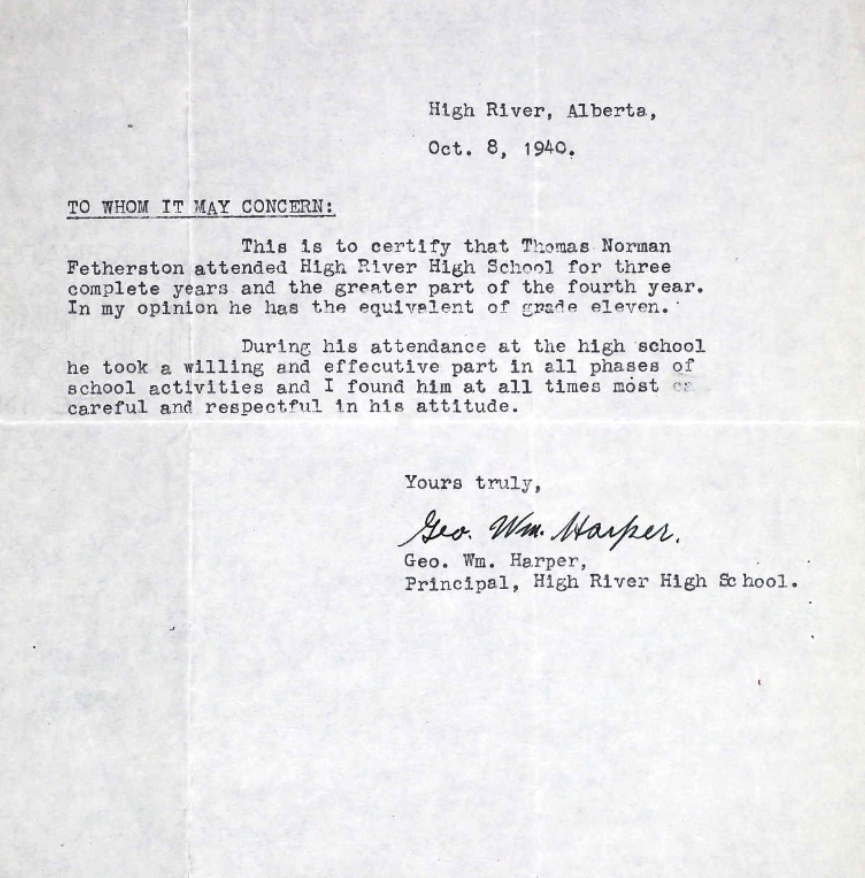 High River, Alberta,
Oct. 8, 1940.
TO WHOM IT MAY CONCERN:
This is to certify that Thomas Norman
Fetherston attended High River High School for three
complete years and the greater part of the fourth year.
In my opinion he has the equivalent of grade eleven.
During his attendance at the high school
he took a willing and effecutive part in all phases of
school activities and I found him at all times most ca
careful and respectful in his attitude.
Yours truly,
Geo. Wm. Harper.
Geo. Wm. Harper,
Principal, High River High School.